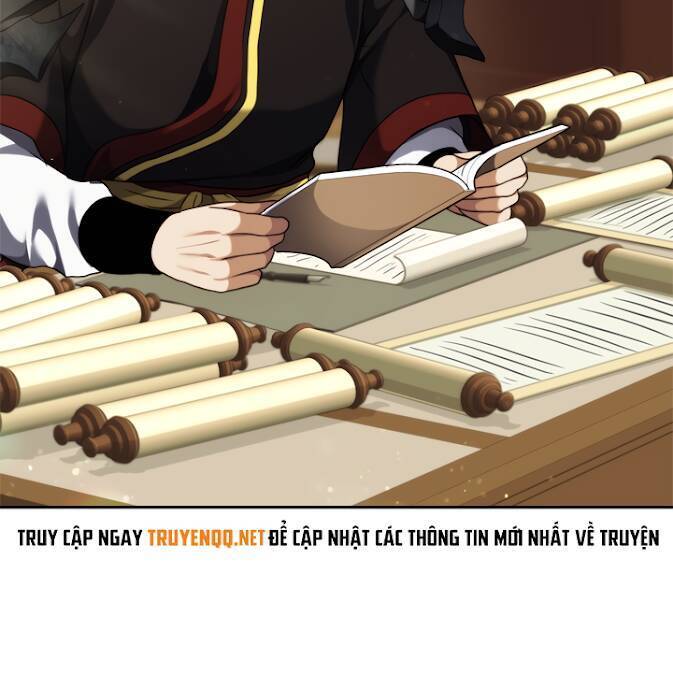 TRUY CẬP NGAY TRUYENQQ.NET ĐỂ CẬP NHẬT CÁC THÔNG TIN MỚI NHẤT VỀ TRUYỆN